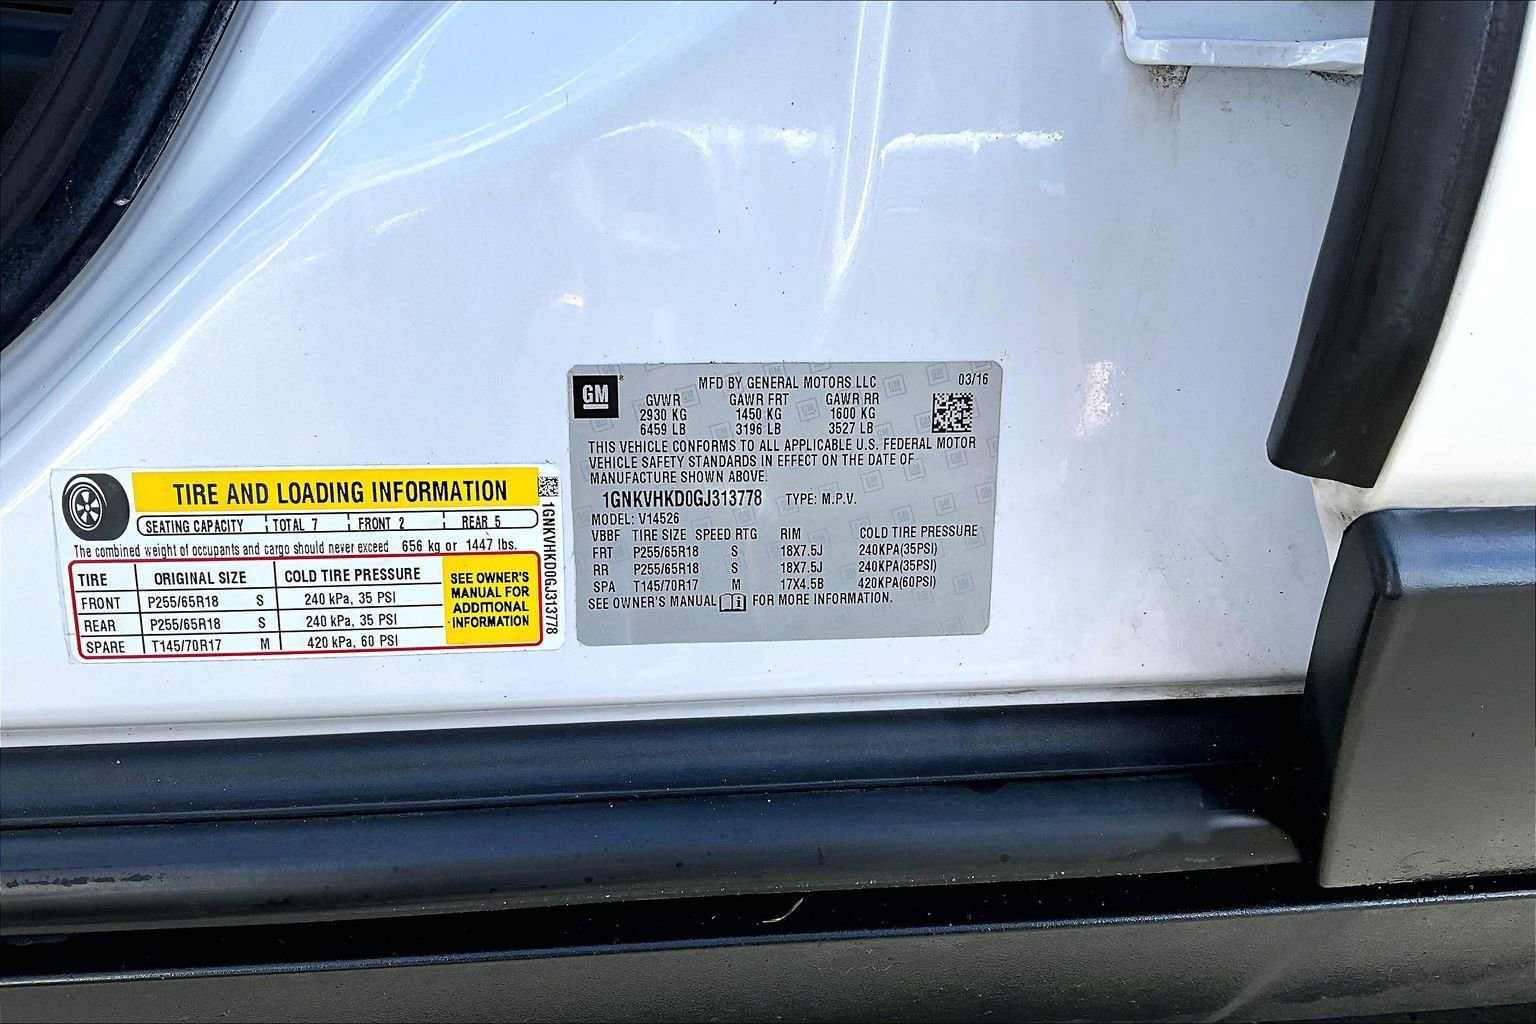 TIRE AND LOADING INFORMATION
SEATING CAPACITY TOTAL 7 FRONT 2 REAR 5
The combined weight of occupants and cargo should never exceed 656 kg or 1447 lbs.
TIRE ORIGINAL SIZE COLD TIRE PRESSURE
FRONT P255/65R18 S 240 kPa, 35 PSI
REAR P255/65R18 S 240 kPa, 35 PSI
SPARE T145/70R17 M 420 kPa, 60 PSI
SEE OWNER'S
MANUAL FOR
ADDITIONAL
INFORMATION
1GNKVHKD0GJ313778
GM
MFD BY GENERAL MOTORS LLC 03/16
GVWR GAWR FRT GAWR RR
2930 KG 1450 KG 1600 KG
6459 LB 3196 LB 3527 LB
THIS VEHICLE CONFORMS TO ALL APPLICABLE U.S. FEDERAL MOTOR
VEHICLE SAFETY STANDARDS IN EFFECT ON THE DATE OF
MANUFACTURE SHOWN ABOVE.
1GNKVHKD0GJ313778 TYPE: M.P.V.
MODEL: V14526
VBBF TIRE SIZE SPEED RTG RIM COLD TIRE PRESSURE
FRT P255/65R18 S 18X7.5J 240KPA(35PSI)
RR P255/65R18 S 18X7.5J 240KPA(35PSI)
SPA T145/70R17 M 17X4.5B 420KPA(60PSI)
SEE OWNER'S MANUAL FOR MORE INFORMATION.